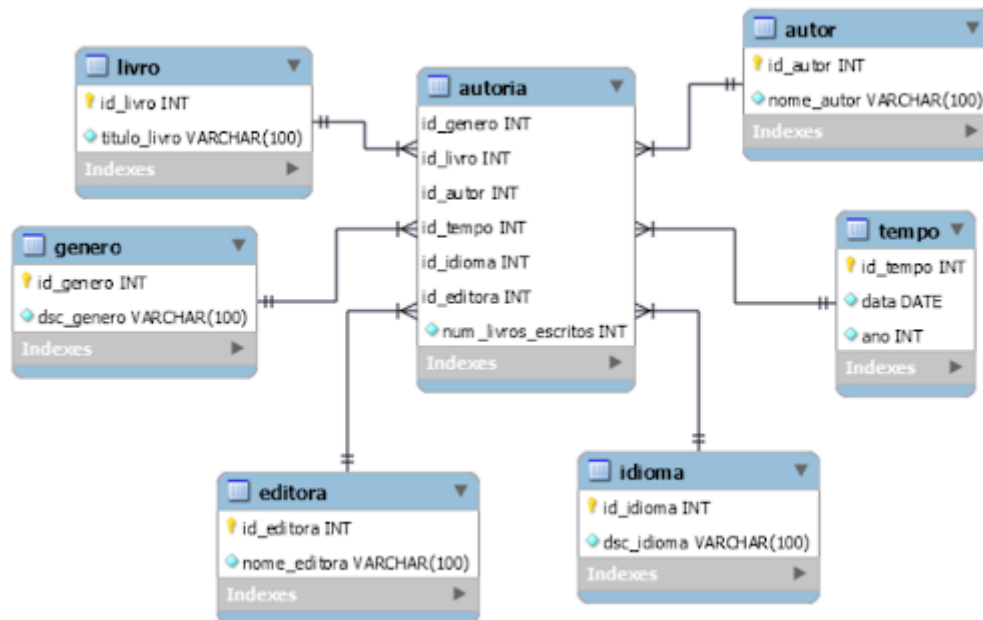 livro
id_livro INT
titulo_livro VARCHAR(100)
Indexes
autoria
id_genero INT
id_livro INT
id_autor INT
id_tempo INT
id_idioma INT
id_editora INT
num_livros_escritos INT
Indexes
autor
id_autor INT
nome_autor VARCHAR(100)
Indexes
genero
id_genero INT
dsc_genero VARCHAR(100)
Indexes
tempo
id_tempo INT
data DATE
ano INT
Indexes
editora
id_editora INT
nome_editora VARCHAR(100)
Indexes
idioma
id_idioma INT
dsc_idioma VARCHAR(100)
Indexes